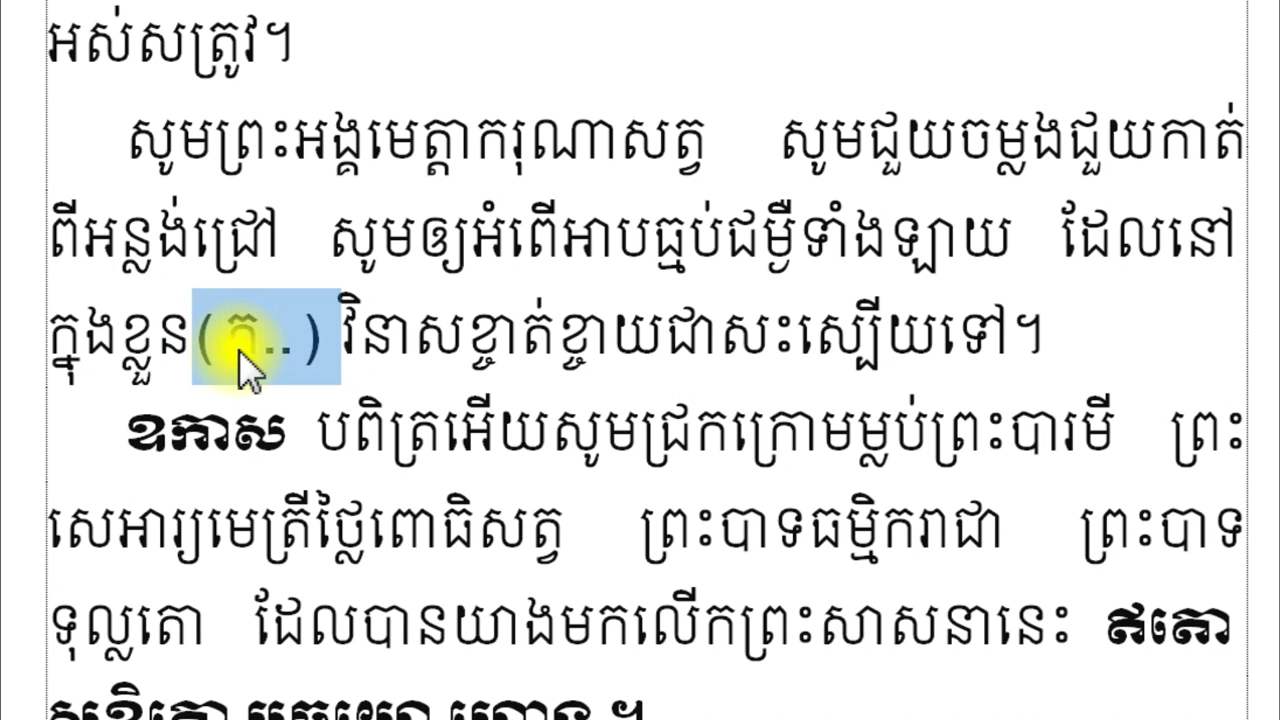 អស់សត្រូវ។
សូមព្រះអង្គមេត្តាករុណាសត្វ សូមជួយចម្លងជួយកាត់
ពីអន្លង់ជ្រៅ សូមឲ្យអំពើអាបធ្មប់ជម្ងឺទាំងឡាយ ដែលនៅ
ក្នុងខ្លួន(ក..) វិនាសខ្ចាត់ខ្ចាយជាសះស្បើយទៅ។
ឧកាស បពិត្រអើយសូមជ្រកក្រោមម្លប់ព្រះបារមី ព្រះ
សេអារ្យមេត្រីថ្លៃពោធិសត្វ ព្រះបាទធម្មិករាជា ព្រះបាទ
ទុល្លតោ ដែលបានយាងមកលើកព្រះសាសនានេះ ឥតោ